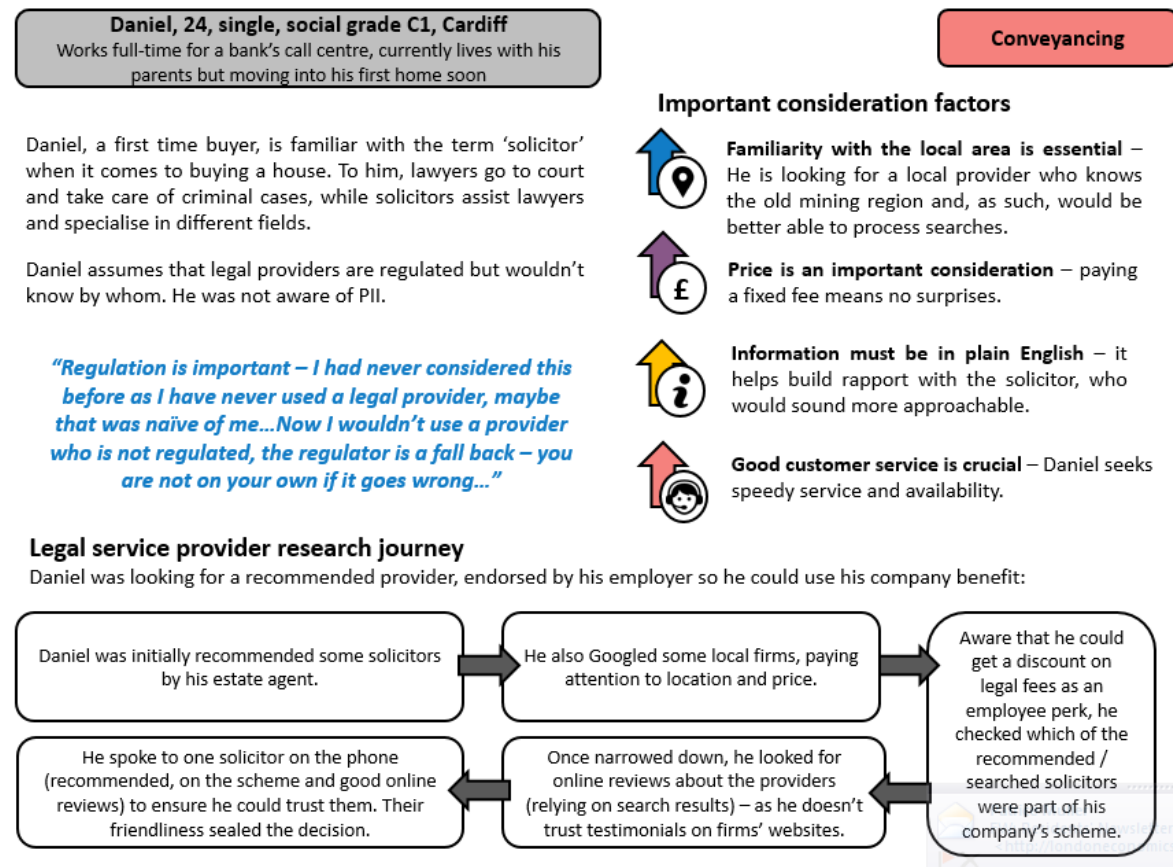 Daniel, 24, single, social grade C1, Cardiff
Works full-time for a bank's call centre, currently lives with his
parents but moving into his first home soon
Conveyancing
Daniel, a first time buyer, is familiar with the term ‘solicitor’
when it comes to buying a house. To him, lawyers go to court
and take care of criminal cases, while solicitors assist lawyers
and specialise in different fields.
Daniel assumes that legal providers are regulated but wouldn’t
know by whom. He was not aware of PII.
“Regulation is important – I had never considered this
before as I have never used a legal provider, maybe
that was naïve of me…Now I wouldn’t use a provider
who is not regulated, the regulator is a fall back – you
are not on your own if it goes wrong…”
Important consideration factors
Familiarity with the local area is essential –
He is looking for a local provider who knows
the old mining region and, as such, would be
better able to process searches.
£
Price is an important consideration – paying
a fixed fee means no surprises.
i
Information must be in plain English – it
helps build rapport with the solicitor, who
would sound more approachable.
Good customer service is crucial – Daniel seeks
speedy service and availability.
Legal service provider research journey
Daniel was looking for a recommended provider, endorsed by his employer so he could use his company benefit:
Daniel was initially recommended some solicitors
by his estate agent.
He also Googled some local firms, paying
attention to location and price.
Aware that he could
get a discount on
legal fees as an
employee perk, he
checked which of the
recommended /
searched solicitors
were part of his
company’s scheme.
Once narrowed down, he looked for
online reviews about the providers
(relying on search results) – as he doesn’t
trust testimonials on firms’ websites.
He spoke to one solicitor on the phone
(recommended, on the scheme and good online
reviews) to ensure he could trust them. Their
friendliness sealed the decision.